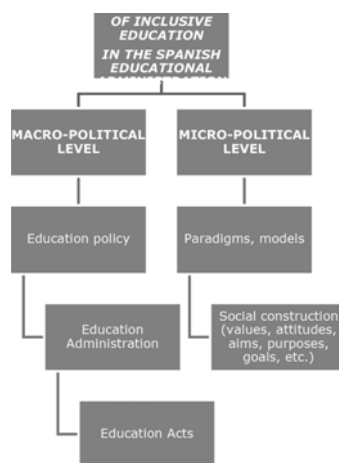 OF INCLUSIVE
EDUCATION
IN THE SPANISH
EDUCATIONAL
MACRO-POLITICAL
LEVEL
MICRO-POLITICAL
LEVEL
Education policy
Paradigms, models
Education
Administration
Social construction
(values, attitudes,
aims, purposes,
goals, etc.)
Education Acts